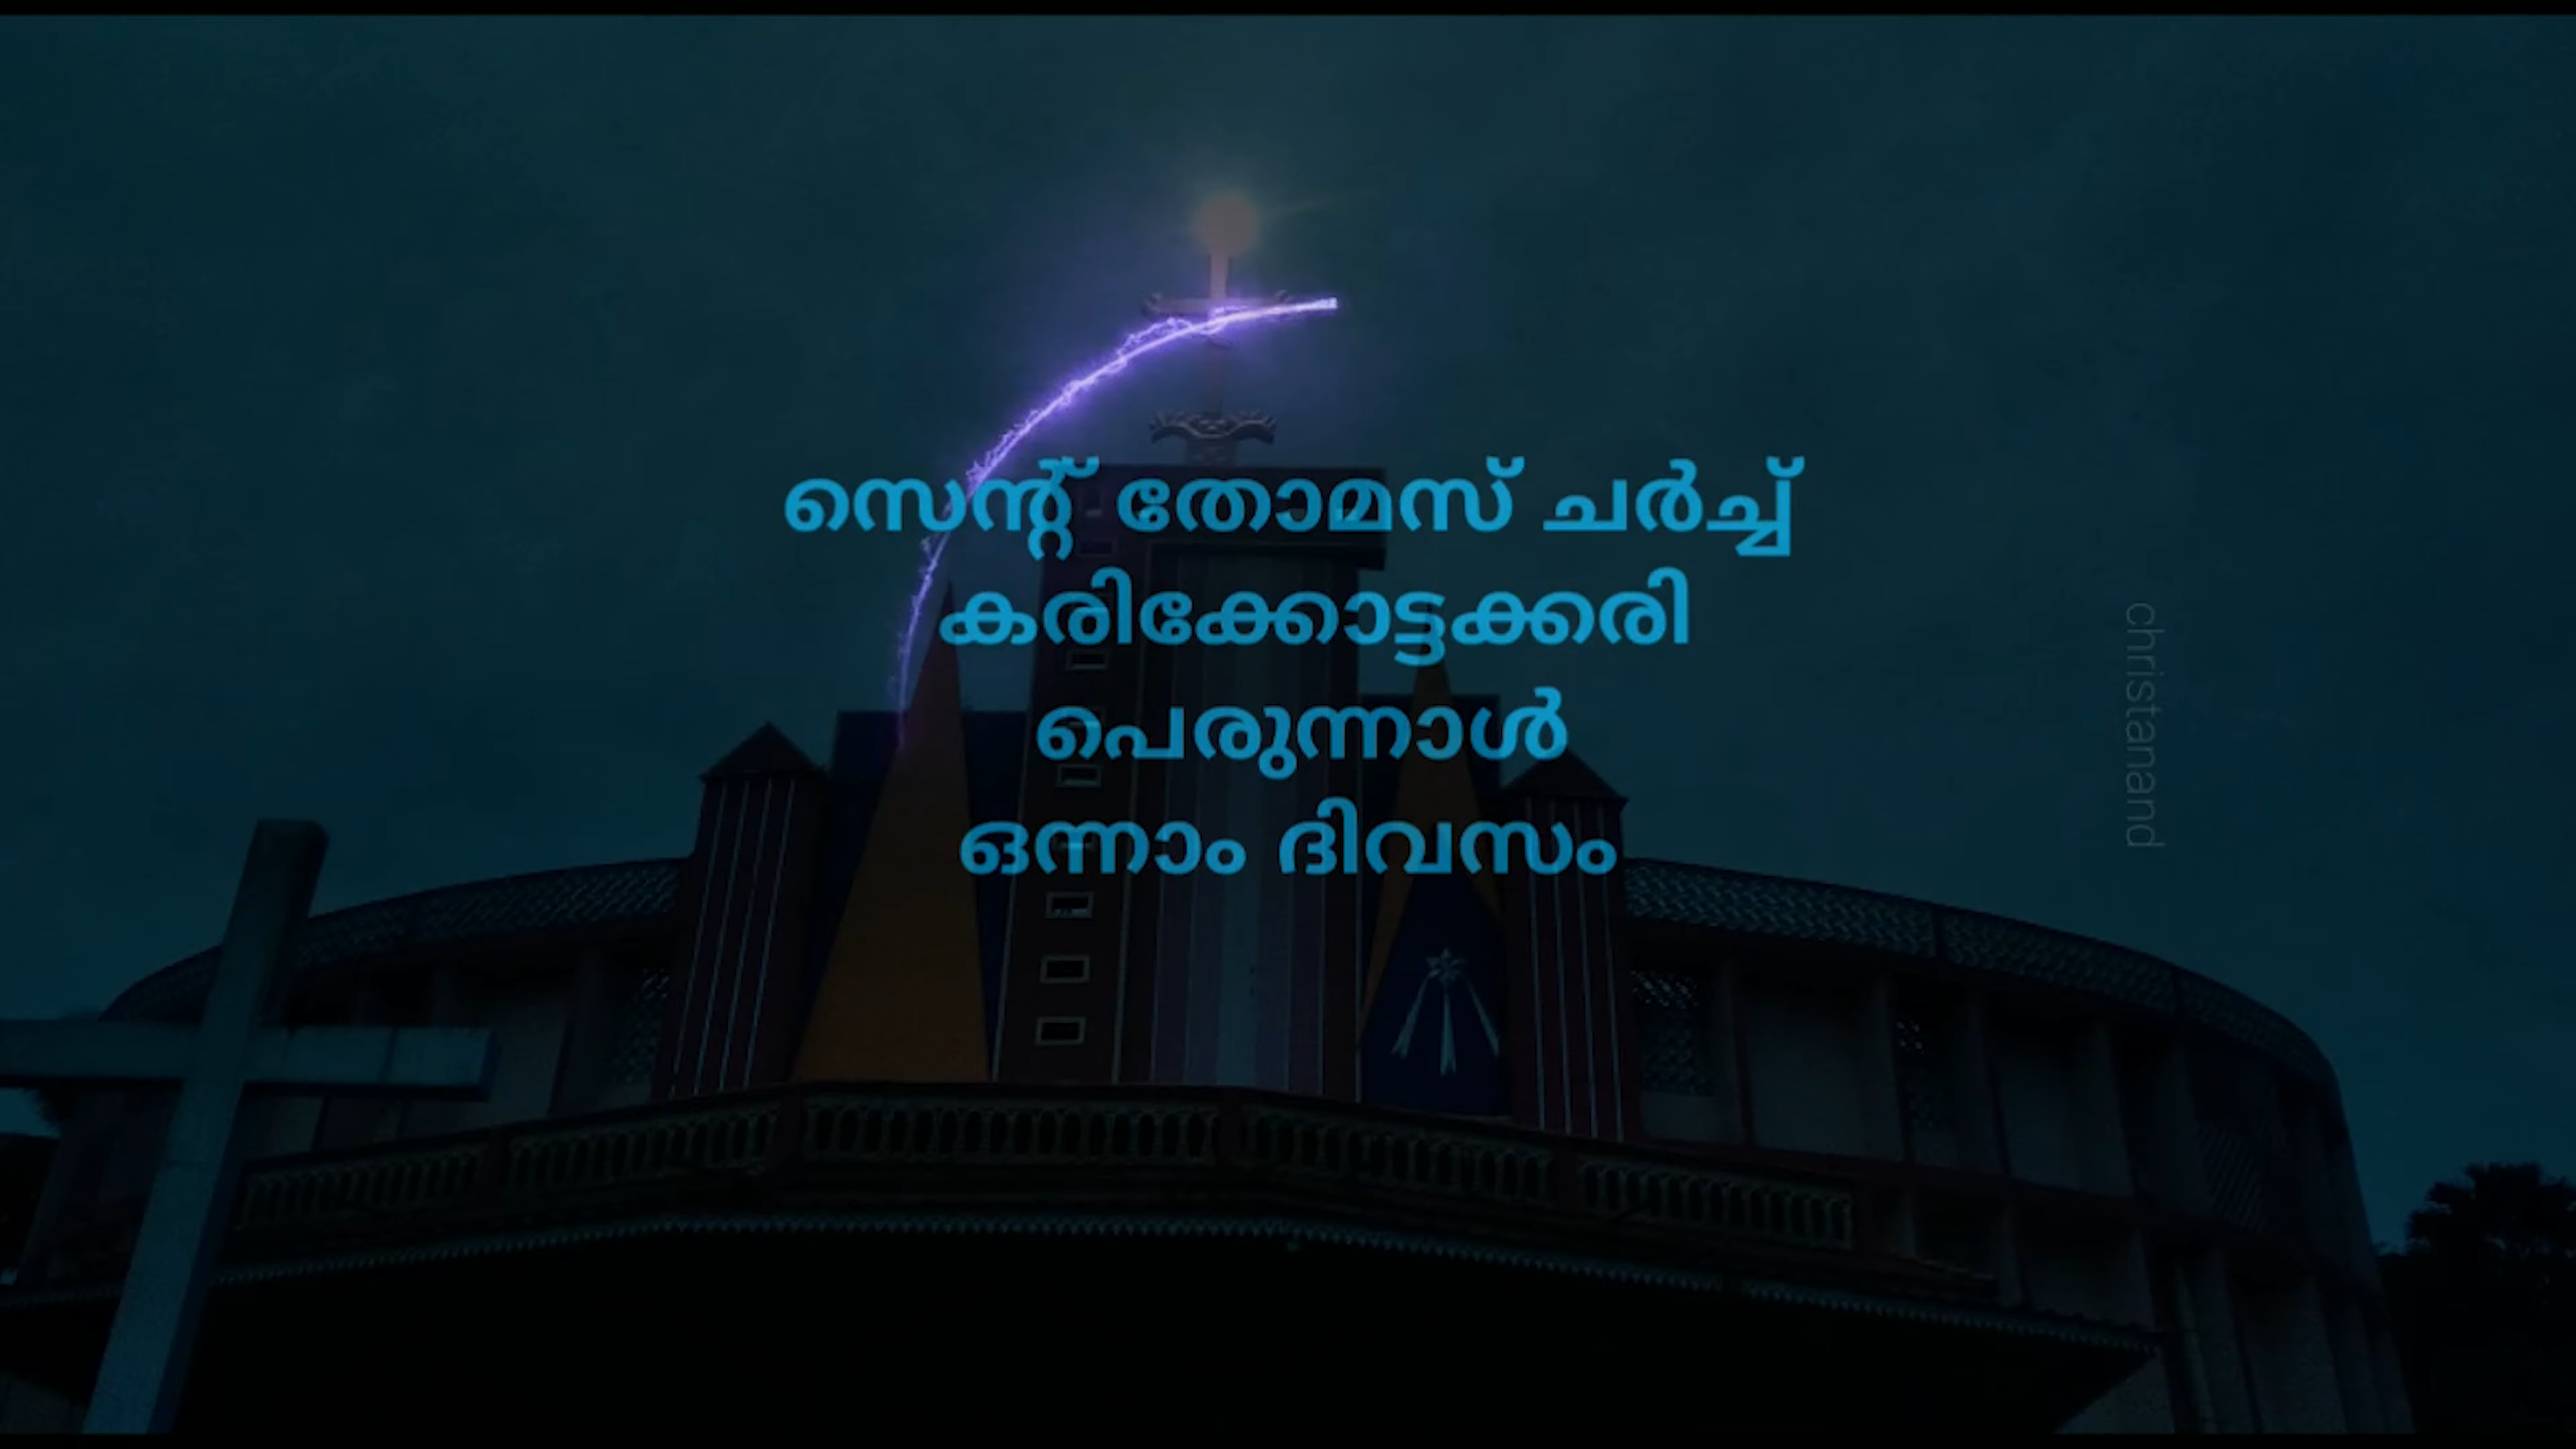 സെന്റ് തോമസ് ചർച്ച്
കരിക്കോട്ടക്കരി
പെരുന്നാൾ
ഒന്നാം ദിവസം
christanand